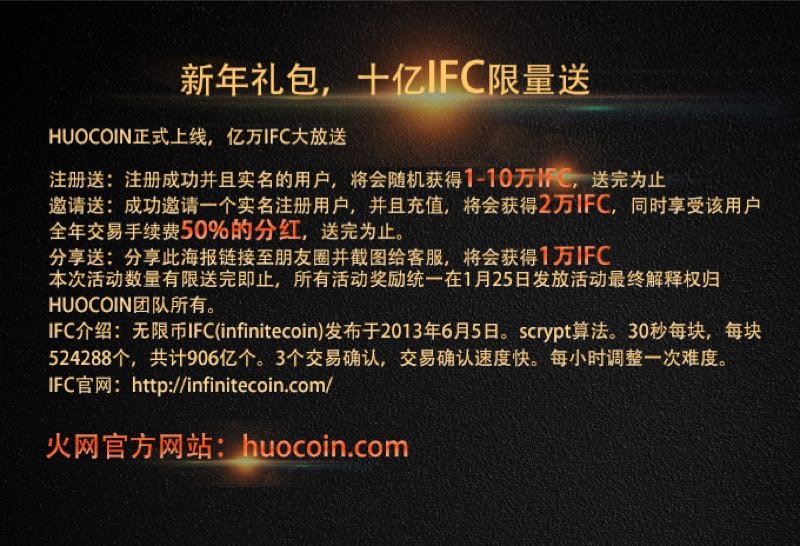 新年礼包，十亿IFC限量送
HUOCOIN正式上线，亿万IFC大放送
注册送：注册成功并且实名的用户，将会随机获得1-10万IFC，送完为止
邀请送：成功邀请一个实名注册用户，并且充值，将会获得2万IFC，同时享受该用户
全年交易手续费50%的分红，送完为止。
分享送：分享此海报链接至朋友圈并截图给客服，将会获得1万IFC
本次活动数量有限送完即止，所有活动奖励统一在1月25日发放活动最终解释权归
HUOCOIN团队所有。
IFC介绍：无限币IFC(infinitecoin)发布于2013年6月5日。scrypt算法。30秒每块，每块
524288个，共计906亿个。3个交易确认，交易确认速度快。每小时调整一次难度。
IFC官网：http://infinitecoin.com/
火网官方网站：huocoin.com